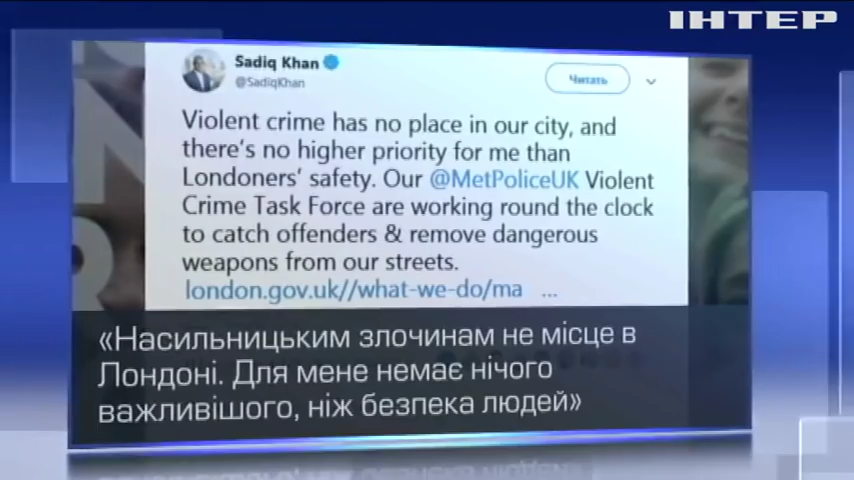 ІНТЕР
Sadiq Khan
@SadiqKhan
Читать
Violent crime has no place in our city, and
there's no higher priority for me than
Londoners' safety. Our @MetPoliceUK Violent
Crime Task Force are working round the clock
to catch offenders & remove dangerous
weapons from our streets.
london.gov.uk//what-we-do/ma ...
«Насильницьким злочинам не місце в
Лондоні. Для мене немає нічого
важливішого, ніж безпека людей»